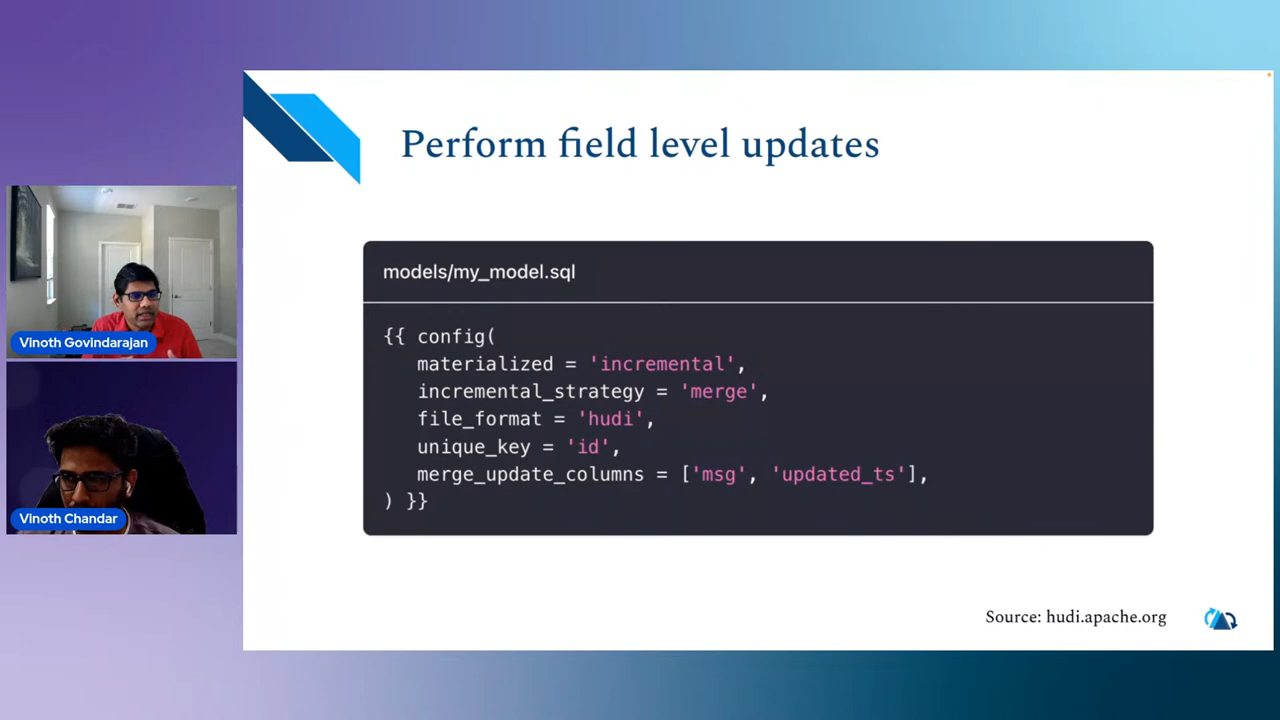 Perform field level updates
models/my_model.sql
{{ config(
materialized = 'incremental',
incremental_strategy = 'merge',
file_format = 'hudi',
unique_key = 'id',
merge_update_columns = ['msg', 'updated_ts'],
) }}
Source: hudi.apache.org
Vinoth Govindarajan
Vinoth Chandar